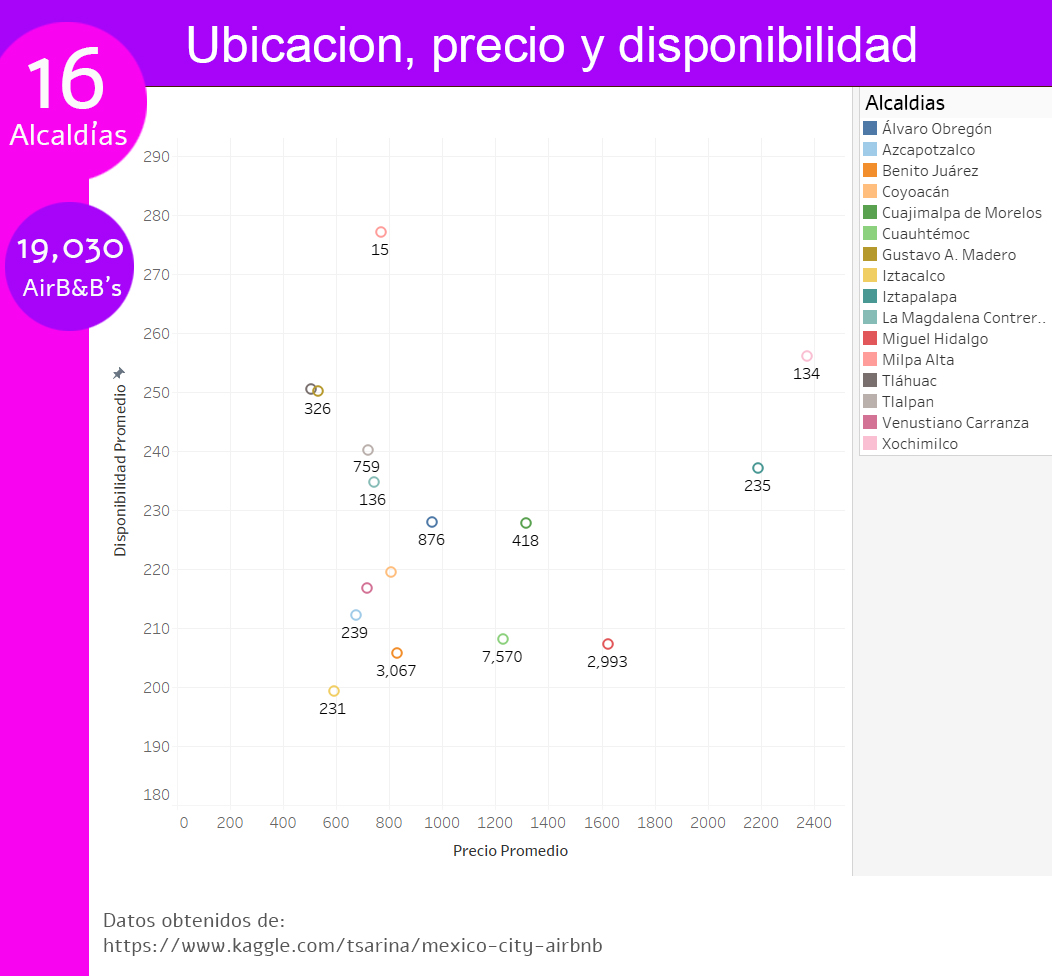 Ubicacion, precio y disponibilidad
16
Alcaldías
19,030
AirB&B's
Alcaldias
Álvaro Obregón
Azcapotzalco
Benito Juárez
Coyoacán
Cuajimalpa de Morelos
Cuauhtémoc
Gustavo A. Madero
Iztacalco
Iztapalapa
La Magdalena Contrer..
Miguel Hidalgo
Milpa Alta
Tláhuac
Tlalpan
Venustiano Carranza
Xochimilco
Disponibilidad Promedio
290
280
270
260
250
240
230
220
210
200
190
180
15
134
326
759
136
235
876
418
239
3,067
7,570
2,993
231
0 200 400 600 800 1000 1200 1400 1600 1800 2000 2200 2400
Precio Promedio
Datos obtenidos de:
https://www.kaggle.com/tsarina/mexico-city-airbnb